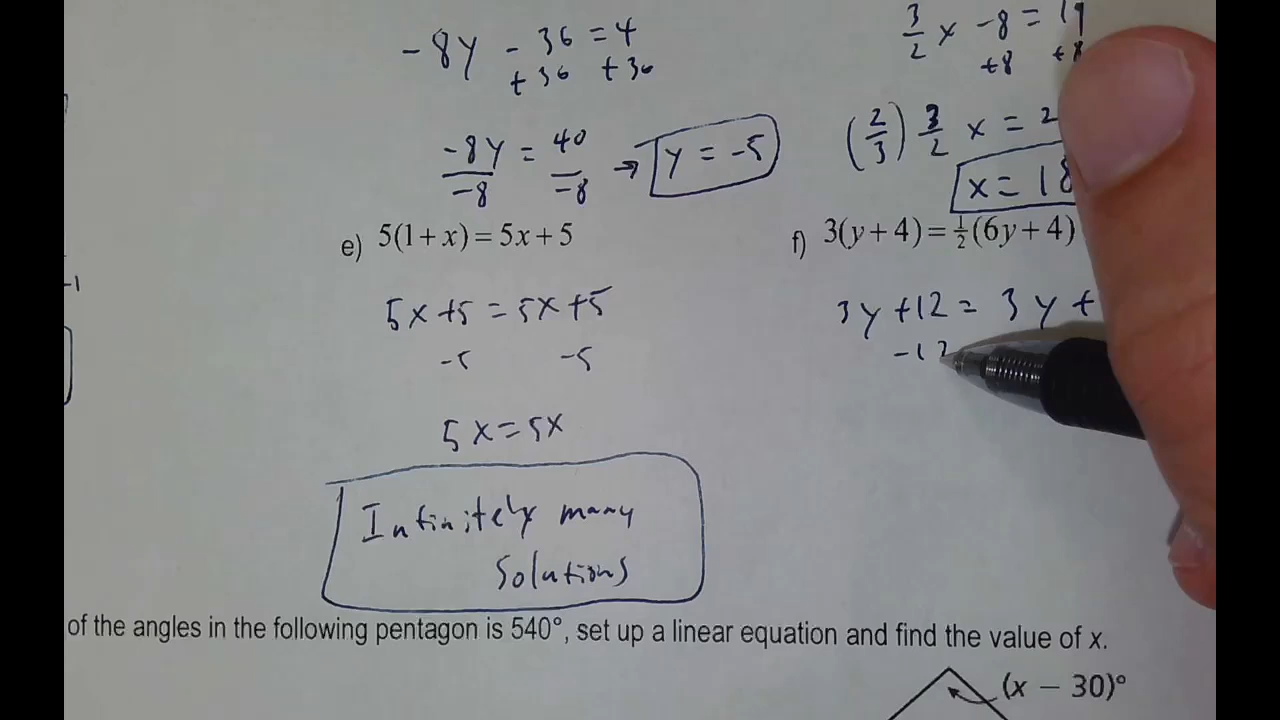 -8y - 36 = 4
+36 +36
-8y/-8 = 40/-8 → y = -5
3/2 x - 8 = 19
+8 +8
(2/3) 3/2 x = 2
x = 18
e) 5(1+x) = 5x+5
5x+5 = 5x+5
-5 -5
5x = 5x
Infinitely many
solutions
f) 3(y+4) = ½(6y+4)
3y+12 = 3y+
-12
-1
of the angles in the following pentagon is 540°, set up a linear equation and find the value of x.
(x – 30)°